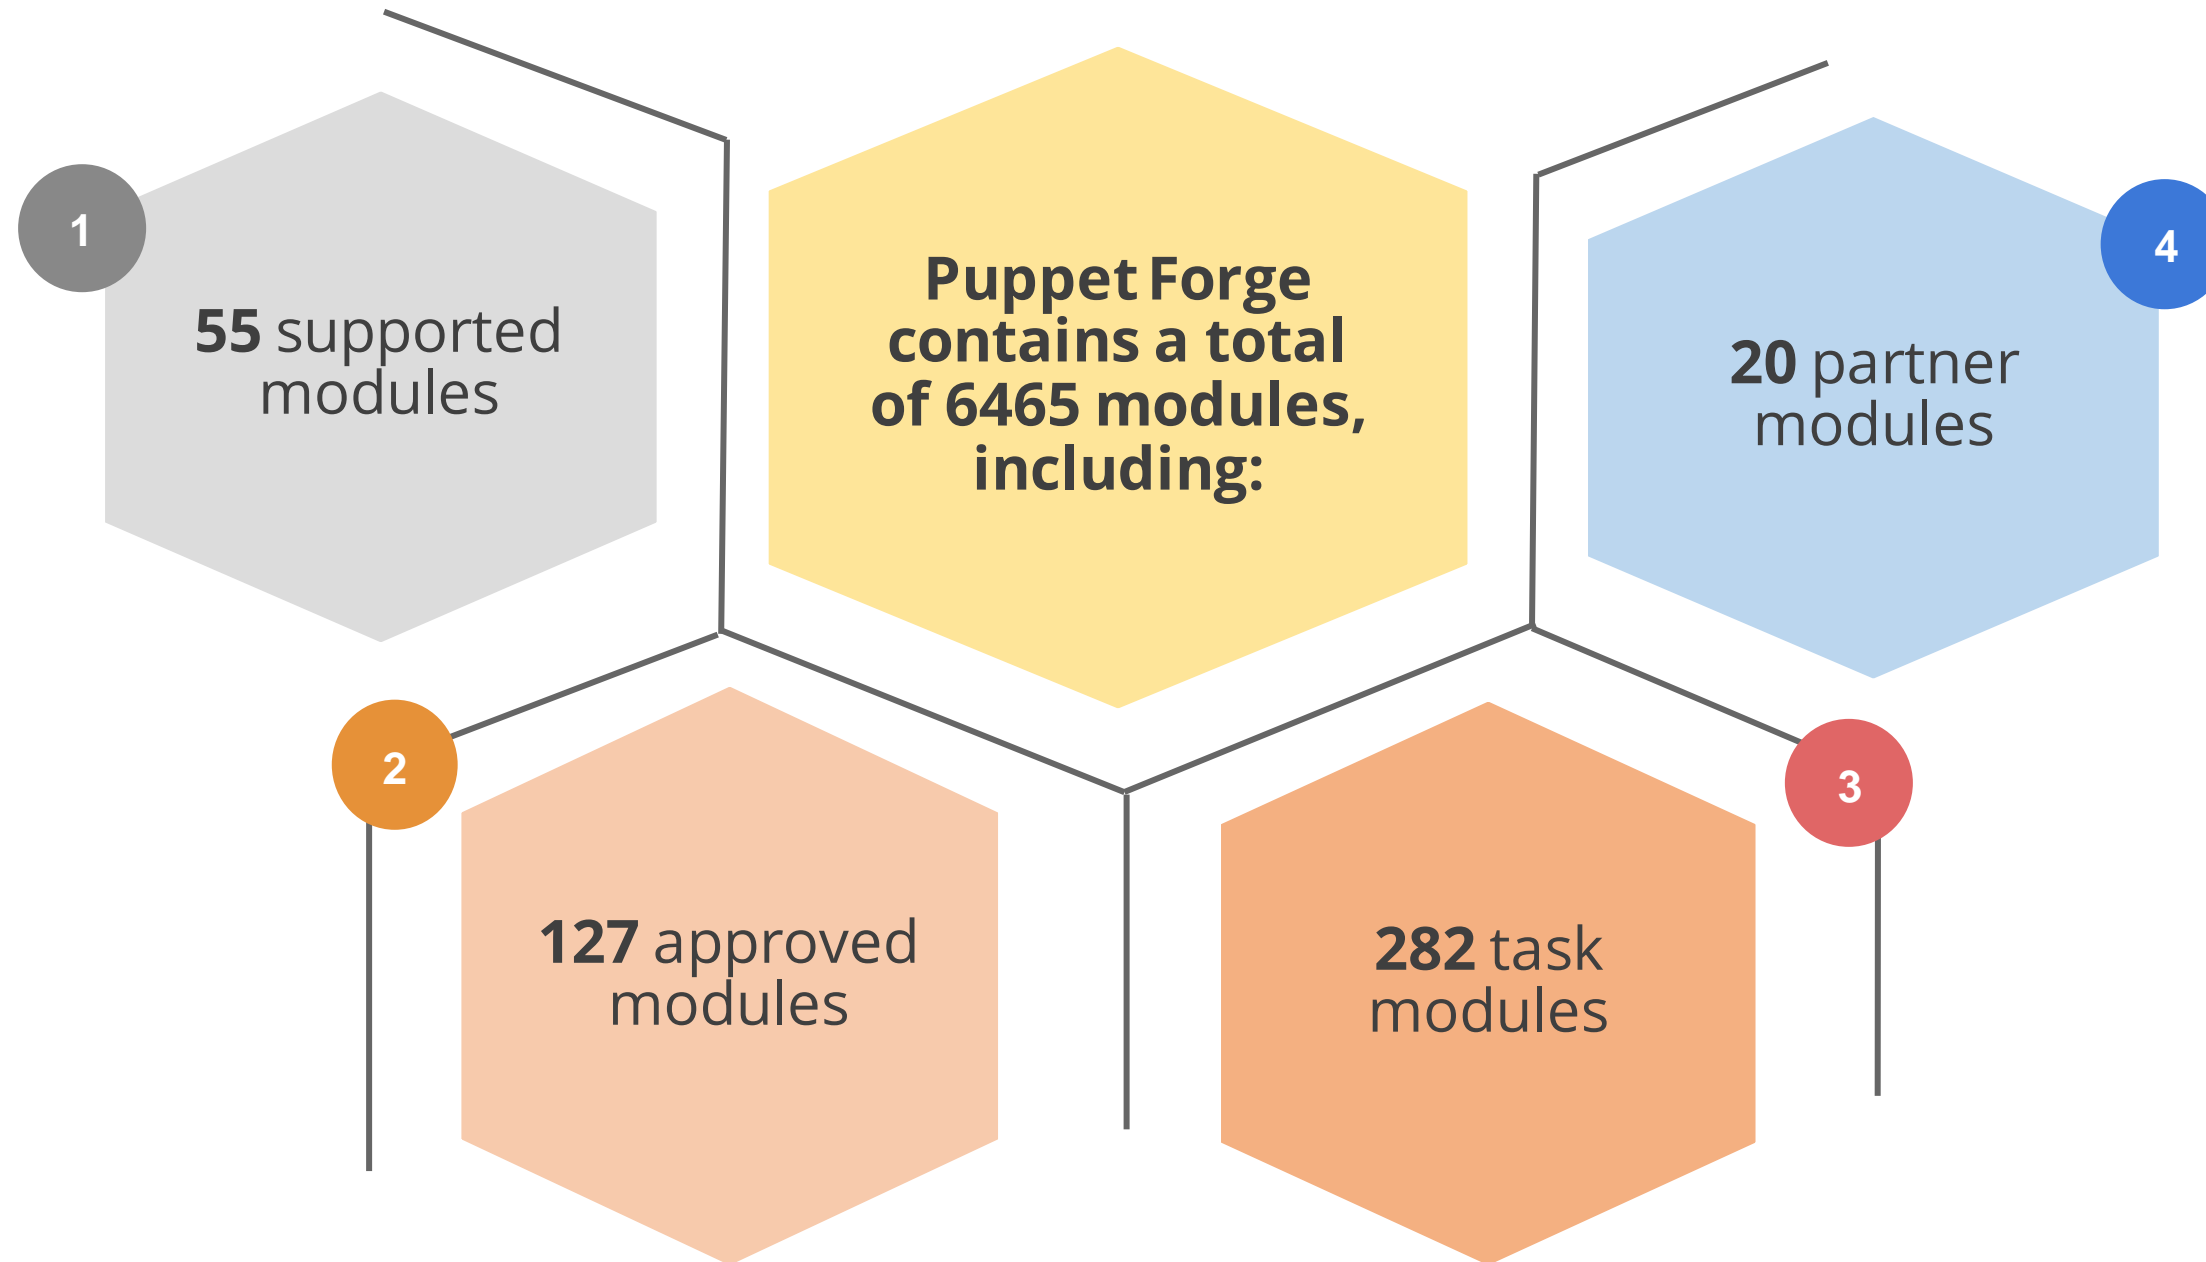 Puppet Forge
contains a total
of 6465 modules,
including:
1
55 supported
modules
2
127 approved
modules
3
282 task
modules
4
20 partner
modules